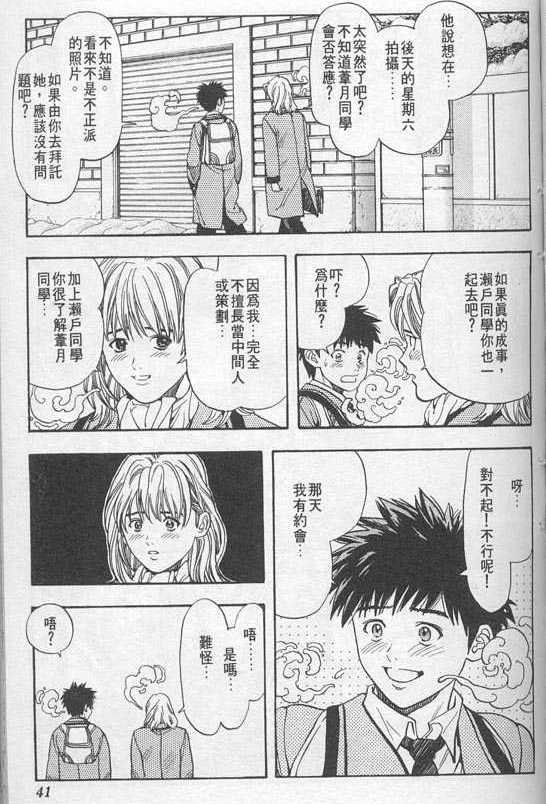 他說想在…
後天的星期六
拍攝……
太突然了吧？
不知道葦月同學
會否答應？
不知道。
看來不是不正派
的照片。
如果由你去拜託
她，應該沒有問
題吧？
如果真的成事，
瀨戶同學你也一
起去吧？
吓？
爲什麼？
因爲我…完全
不擅長當中間人
或策劃…
加上瀨戶同學
你很了解葦月
同學…
呀…
對不起！不行呢！
那天
我有約會…
唔……
是嗎…
難怪…
唔？
41